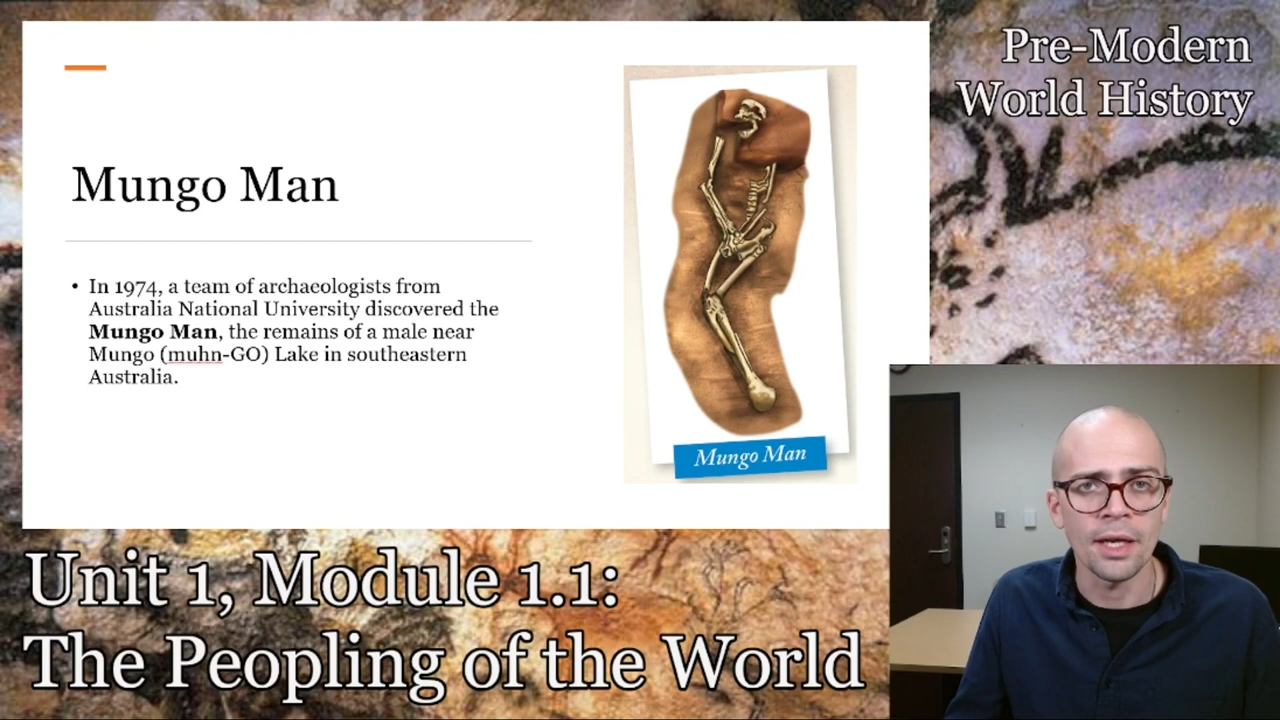 Pre-Modern
World History
Mungo Man
• In 1974, a team of archaeologists from
Australia National University discovered the
Mungo Man, the remains of a male near
Mungo (muhn-GO) Lake in southeastern
Australia.
Mungo Man
Unit 1, Module 1.1:
The Peopling of the World